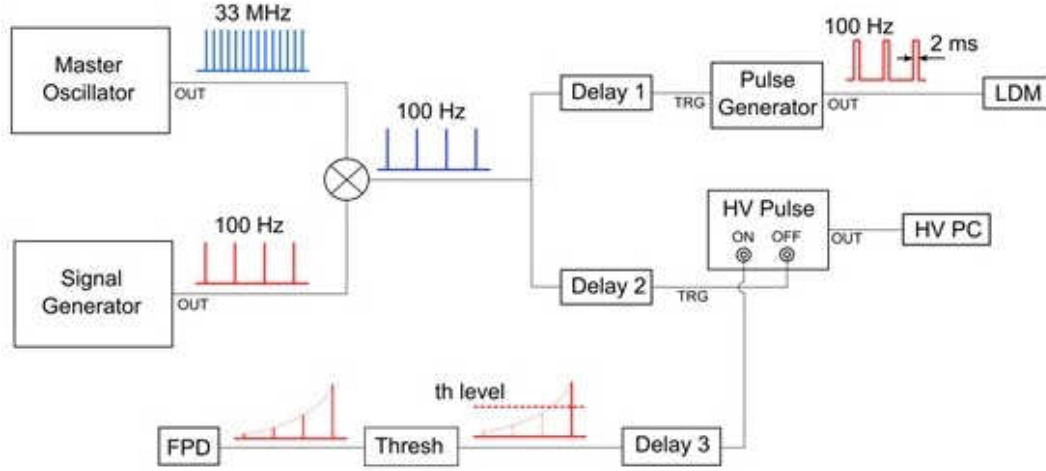 33 MHz
Master
Oscillator
OUT
100 Hz
100 Hz
Signal
Generator
OUT
Delay 1
TRG
Pulse
Generator
OUT
100 Hz
2 ms
LDM
HV Pulse
ON OFF
OUT
HV PC
Delay 2
TRG
th level
FPD
Thresh
Delay 3